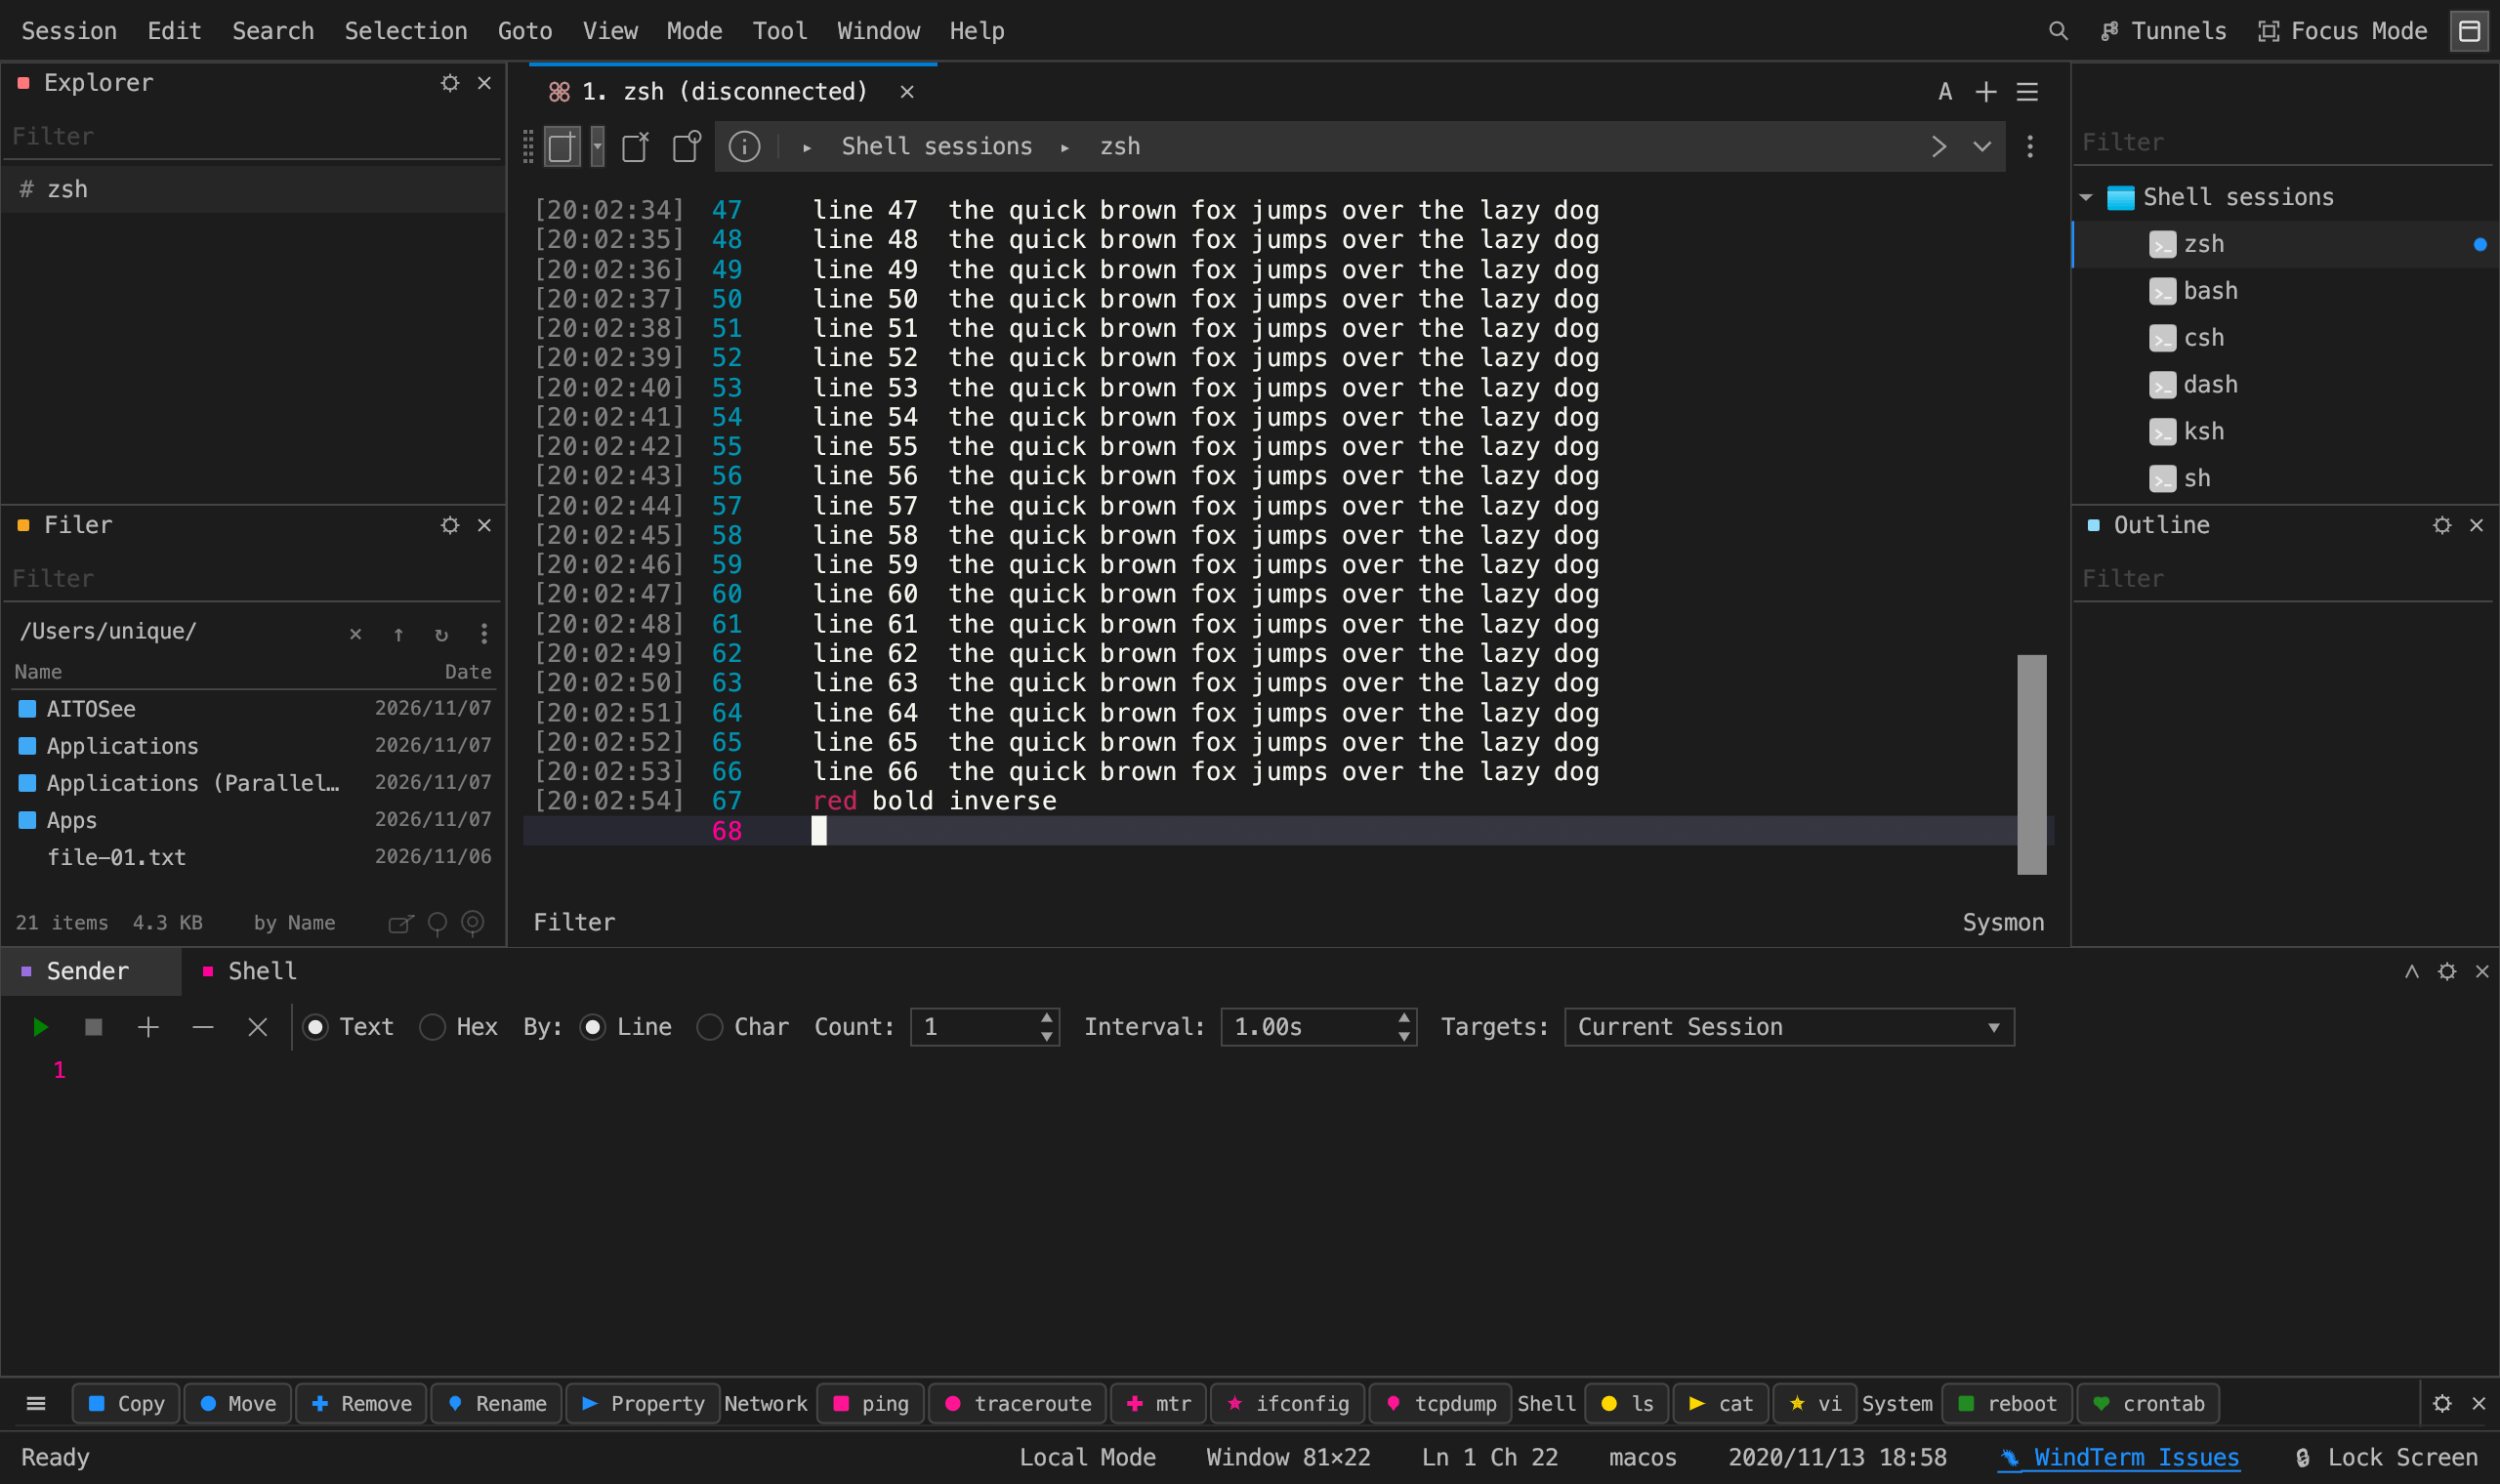 Session Edit Search Selection Goto View Mode Tool Window Help Tunnels Focus Mode
Explorer
Filter
# zsh
Filer
Filter
/Users/unique/
Name Date
AITOSee 2026/11/07
Applications 2026/11/07
Applications (Parallel… 2026/11/07
Apps 2026/11/07
file-01.txt 2026/11/06
21 items 4.3 KB by Name
1. zsh (disconnected)
A
Shell sessions zsh
[20:02:34] 47 line 47 the quick brown fox jumps over the lazy dog
[20:02:35] 48 line 48 the quick brown fox jumps over the lazy dog
[20:02:36] 49 line 49 the quick brown fox jumps over the lazy dog
[20:02:37] 50 line 50 the quick brown fox jumps over the lazy dog
[20:02:38] 51 line 51 the quick brown fox jumps over the lazy dog
[20:02:39] 52 line 52 the quick brown fox jumps over the lazy dog
[20:02:40] 53 line 53 the quick brown fox jumps over the lazy dog
[20:02:41] 54 line 54 the quick brown fox jumps over the lazy dog
[20:02:42] 55 line 55 the quick brown fox jumps over the lazy dog
[20:02:43] 56 line 56 the quick brown fox jumps over the lazy dog
[20:02:44] 57 line 57 the quick brown fox jumps over the lazy dog
[20:02:45] 58 line 58 the quick brown fox jumps over the lazy dog
[20:02:46] 59 line 59 the quick brown fox jumps over the lazy dog
[20:02:47] 60 line 60 the quick brown fox jumps over the lazy dog
[20:02:48] 61 line 61 the quick brown fox jumps over the lazy dog
[20:02:49] 62 line 62 the quick brown fox jumps over the lazy dog
[20:02:50] 63 line 63 the quick brown fox jumps over the lazy dog
[20:02:51] 64 line 64 the quick brown fox jumps over the lazy dog
[20:02:52] 65 line 65 the quick brown fox jumps over the lazy dog
[20:02:53] 66 line 66 the quick brown fox jumps over the lazy dog
[20:02:54] 67 red bold inverse
68
Filter Sysmon
Filter
Shell sessions
zsh
bash
csh
dash
ksh
sh
Outline
Filter
Sender Shell
Text Hex By: Line Char Count: 1 Interval: 1.00s Targets: Current Session
1
Copy Move Remove Rename Property Network ping traceroute mtr ifconfig tcpdump Shell ls cat vi System reboot crontab
Ready Local Mode Window 81×22 Ln 1 Ch 22 macos 2020/11/13 18:58 WindTerm Issues Lock Screen